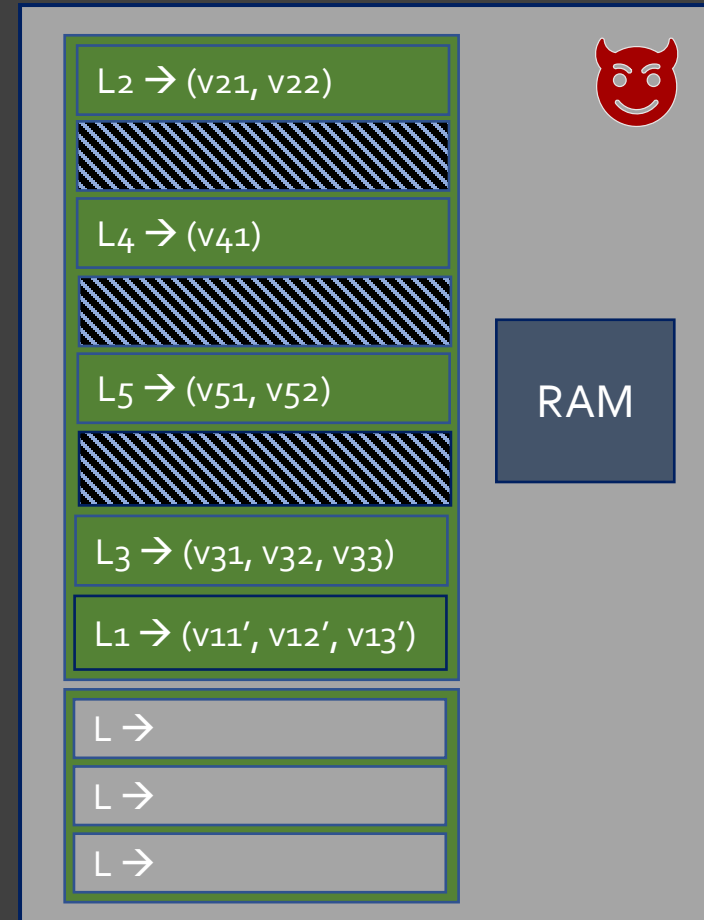 L2 → (v21, v22)
L4 → (v41)
L5 → (v51, v52)
RAM
L3 → (v31, v32, v33)
L1 → (v11’, v12’, v13’)
L →
L →
L →